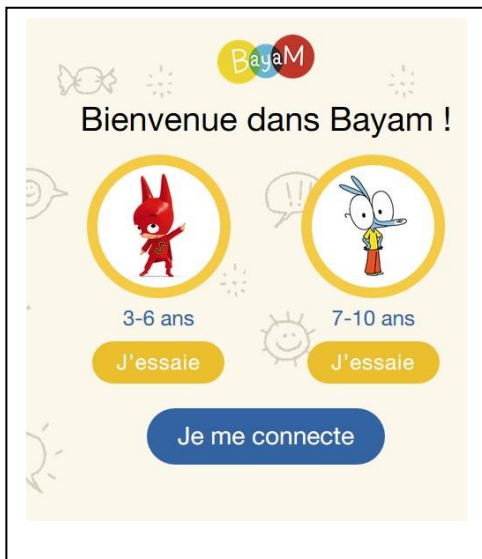 BayaM
Bienvenue dans Bayam !
3-6 ans
7-10 ans
J'essaie
J'essaie
Je me connecte